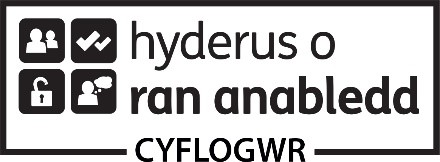 hyderus o
ran anabledd
CYFLOGWR